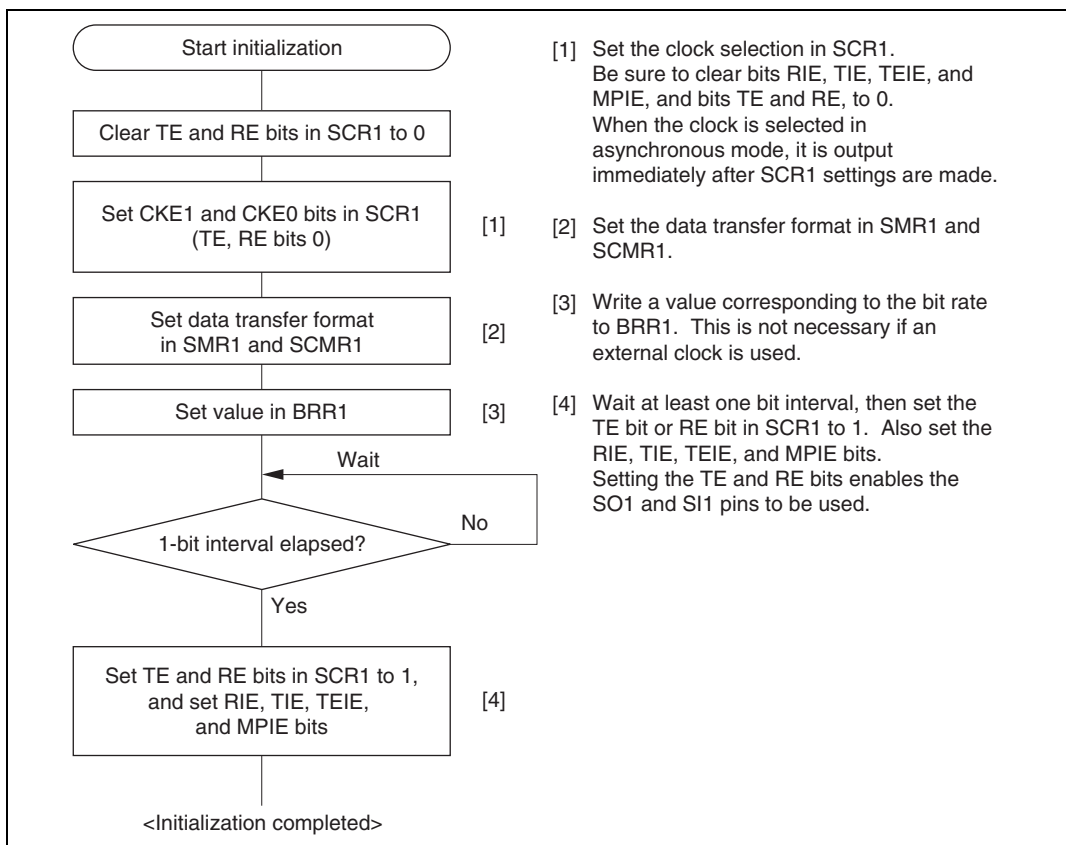 Start initialization
Clear TE and RE bits in SCR1 to 0
Set CKE1 and CKE0 bits in SCR1
(TE, RE bits 0)
[1]
Set data transfer format
in SMR1 and SCMR1
[2]
Set value in BRR1
[3]
Wait
No
1-bit interval elapsed?
Yes
Set TE and RE bits in SCR1 to 1,
and set RIE, TIE, TEIE,
and MPIE bits
[4]
<Initialization completed>
[1] Set the clock selection in SCR1.
Be sure to clear bits RIE, TIE, TEIE, and
MPIE, and bits TE and RE, to 0.
When the clock is selected in
asynchronous mode, it is output
immediately after SCR1 settings are made.
[2] Set the data transfer format in SMR1 and
SCMR1.
[3] Write a value corresponding to the bit rate
to BRR1. This is not necessary if an
external clock is used.
[4] Wait at least one bit interval, then set the
TE bit or RE bit in SCR1 to 1. Also set the
RIE, TIE, TEIE, and MPIE bits.
Setting the TE and RE bits enables the
SO1 and SI1 pins to be used.